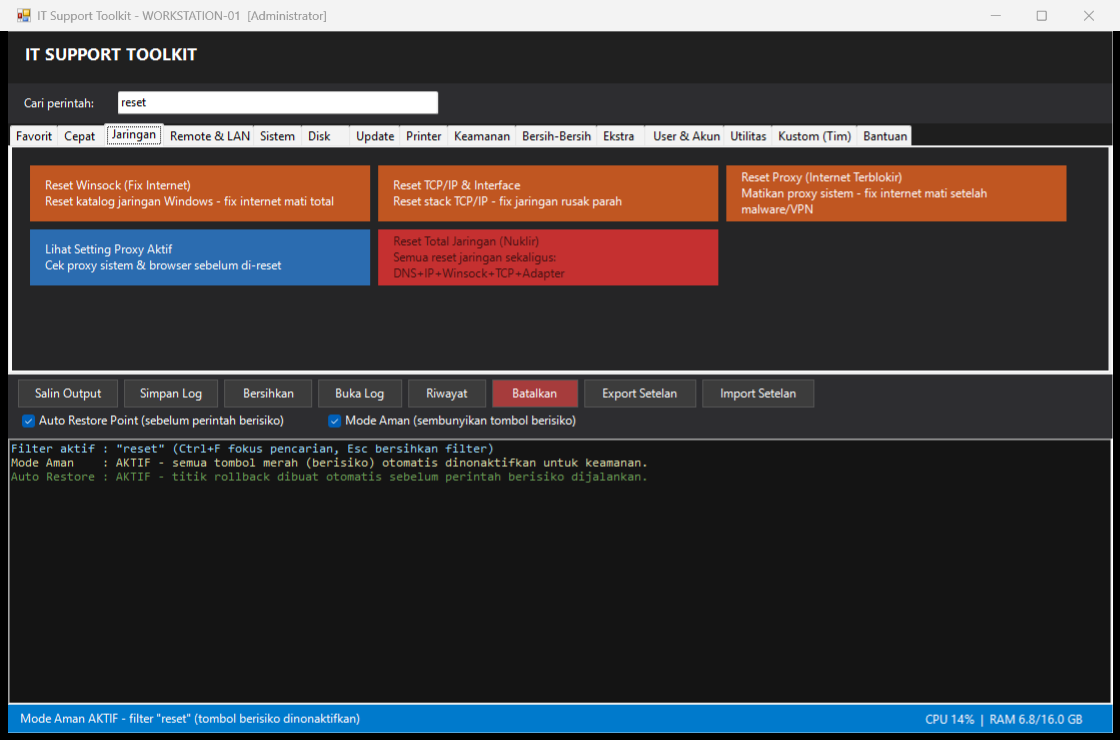 IT Support Toolkit - WORKSTATION-01 [Administrator]
IT SUPPORT TOOLKIT
Cari perintah: reset
Favorit Cepat Jaringan Remote & LAN Sistem Disk Update Printer Keamanan Bersih-Bersih Ekstra User & Akun Utilitas Kustom (Tim) Bantuan
Reset Winsock (Fix Internet)
Reset katalog jaringan Windows - fix internet mati total
Reset TCP/IP & Interface
Reset stack TCP/IP - fix jaringan rusak parah
Reset Proxy (Internet Terblokir)
Matikan proxy sistem - fix internet mati setelah
malware/VPN
Lihat Setting Proxy Aktif
Cek proxy sistem & browser sebelum di-reset
Reset Total Jaringan (Nuklir)
Semua reset jaringan sekaligus:
DNS+IP+Winsock+TCP+Adapter
Salin Output Simpan Log Bersihkan Buka Log Riwayat Batalkan Export Setelan Import Setelan
Auto Restore Point (sebelum perintah berisiko) Mode Aman (sembunyikan tombol berisiko)
Filter aktif : "reset" (Ctrl+F fokus pencarian, Esc bersihkan filter)
Mode Aman    : AKTIF - semua tombol merah (berisiko) otomatis dinonaktifkan untuk keamanan.
Auto Restore : AKTIF - titik rollback dibuat otomatis sebelum perintah berisiko dijalankan.
Mode Aman AKTIF - filter "reset" (tombol berisiko dinonaktifkan)
CPU 14% | RAM 6.8/16.0 GB